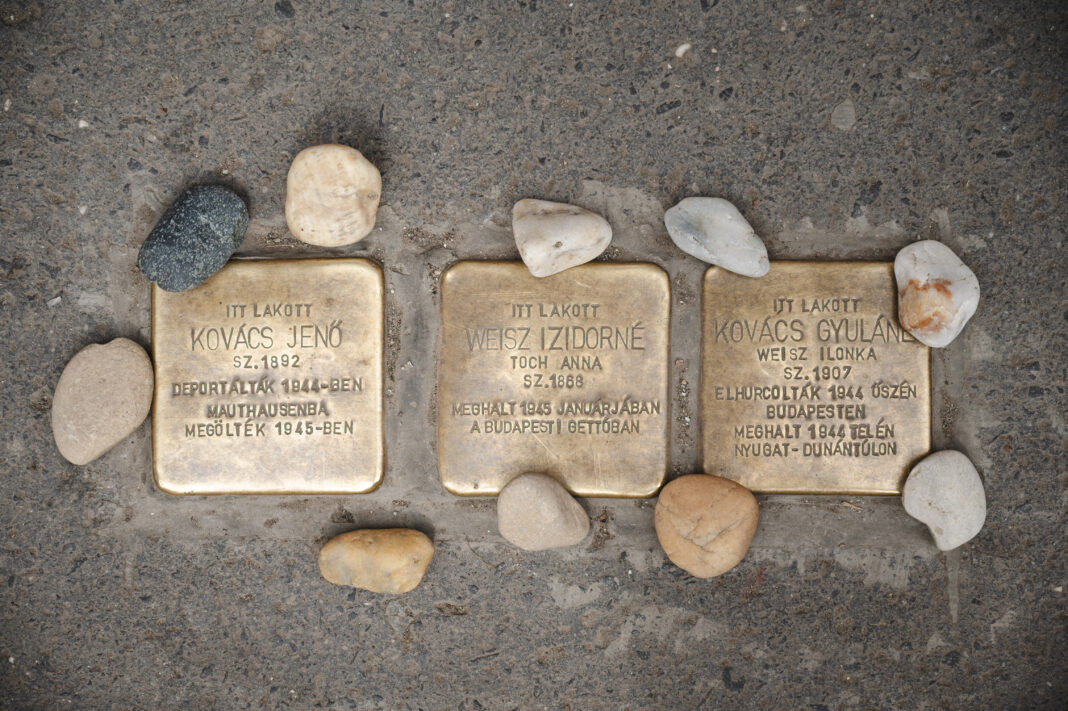 ITT LAKOTT
KOVÁCS JENŐ
SZ.1892
DEPORTÁLTÁK 1944-BEN
MAUTHAUSENBA
MEGÖLTÉK 1945-BEN
ITT LAKOTT
WEISZ IZIDORNÉ
TOCH ANNA
SZ.1868
MEGHALT 1945 JANUÁRJÁBAN
A BUDAPESTI GETTÓBAN
ITT LAKOTT
KOVÁCS GYULÁNÉ
WEISZ ILONKA
SZ.1907
ELHURCOLTÁK 1944 ŐSZÉN
BUDAPESTEN
MEGHALT 1944 TELÉN
NYUGAT-DUNÁNTÚLON